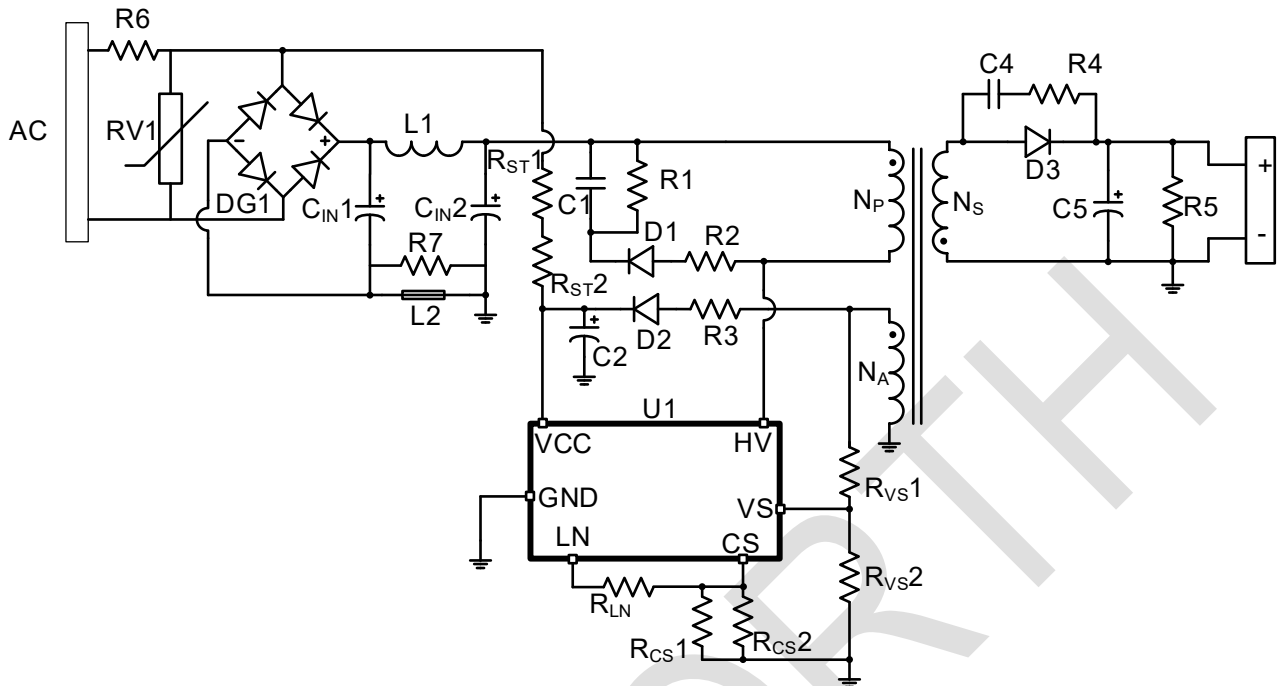 R6
C4
R4
AC
RV1
DG1
-
+
L1
D3
+
-
C5
+
R5
CIN1
+
CIN2
+
R7
L2
RST1
RST2
C1
R1
D1
R2
NP
NS
C2
+
D2
R3
NA
U1
VCC
HV
GND
VS
LN
CS
RVS1
RVS2
RLN
RCS1
RCS2
RTH